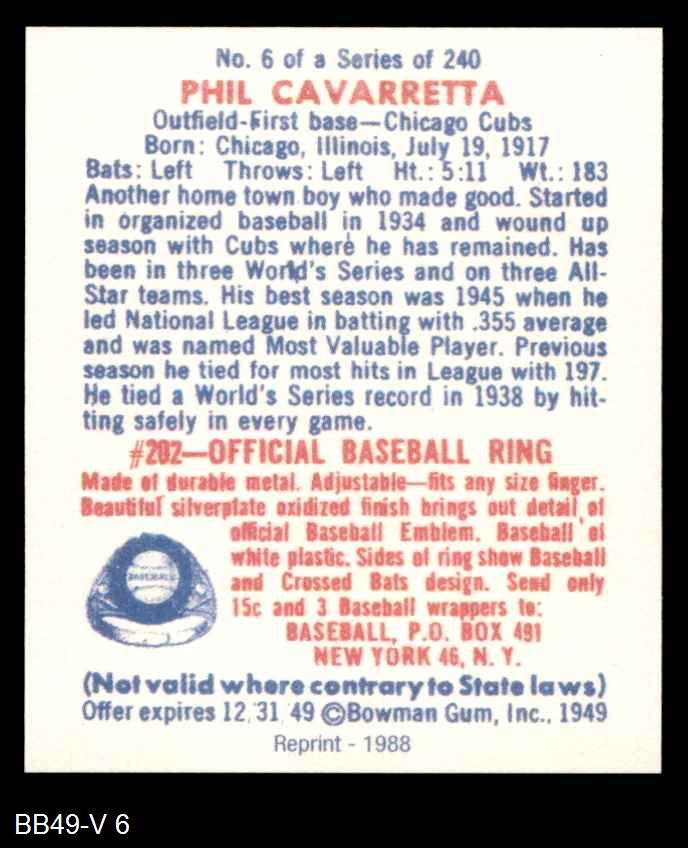 No. 6 of a Series of 240
PHIL CAVARRETTA
Outfield-First base—Chicago Cubs
Born: Chicago, Illinois, July 19, 1917
Bats: Left Throws: Left Ht.: 5:11 Wt.: 183
Another home town boy who made good. Started
in organized baseball in 1934 and wound up
season with Cubs where he has remained. Has
been in three World's Series and on three All-
Star teams. His best season was 1945 when he
led National League in batting with .355 average
and was named Most Valuable Player. Previous
season he tied for most hits in League with 197.
He tied a World's Series record in 1938 by hit-
ting safely in every game.
#202—OFFICIAL BASEBALL RING
Made of durable metal. Adjustable—fits any size finger.
Beautiful silverplate oxidized finish brings out detail of
official Baseball Emblem. Baseball of
white plastic. Sides of ring show Baseball
and Crossed Bats design. Send only
15c and 3 Baseball wrappers to:
BASEBALL
BASEBALL, P.O. BOX 491
NEW YORK 46, N. Y.
(Not valid where contrary to State laws)
Offer expires 12/31/49 ©Bowman Gum, Inc., 1949
Reprint - 1988
BB49-V 6